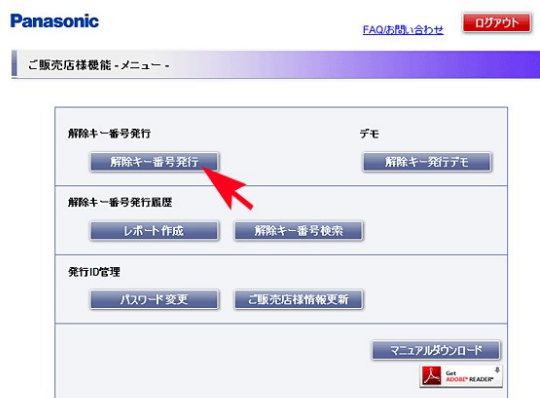 Panasonic
FAQ/お問い合わせ
ログアウト
ご販売店様機能 - メニュー -
解除キー番号発行
デモ
解除キー番号発行
解除キー発行デモ
解除キー番号発行履歴
レポート作成
解除キー番号検索
発行ID管理
パスワード変更
ご販売店様情報更新
マニュアルダウンロード
Get
ADOBE® READER®